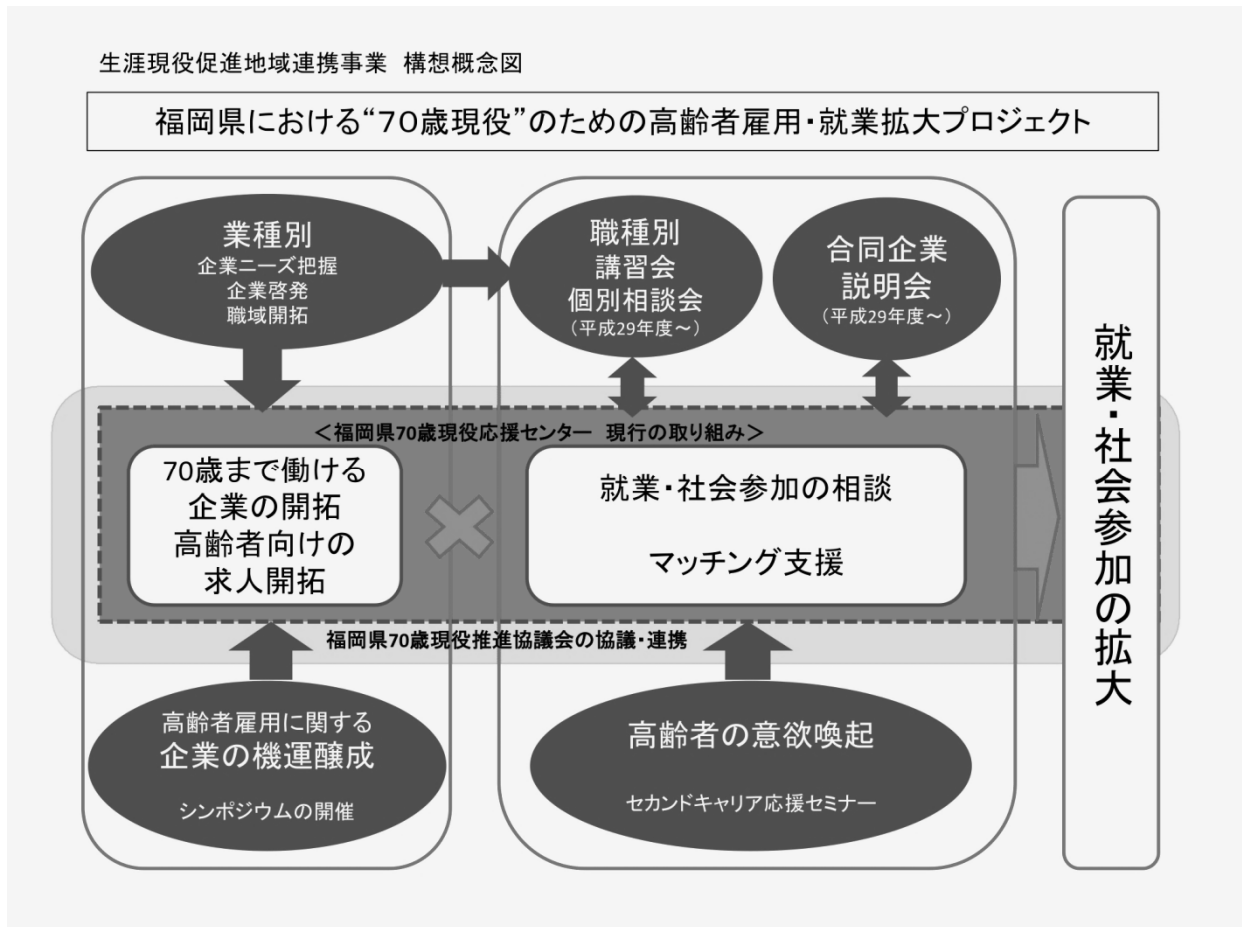 生涯現役促進地域連携事業 構想概念図
福岡県における“70歳現役”のための高齢者雇用・就業拡大プロジェクト
業種別
企業ニーズ把握
企業啓発
職域開拓
職種別
講習会
個別相談会
（平成29年度～）
合同企業
説明会
（平成29年度～）
＜福岡県70歳現役応援センター 現行の取り組み＞
70歳まで働ける
企業の開拓
高齢者向けの
求人開拓
就業・社会参加の相談
マッチング支援
福岡県70歳現役推進協議会の協議・連携
高齢者雇用に関する
企業の機運醸成
シンポジウムの開催
高齢者の意欲喚起
セカンドキャリア応援セミナー
就業・社会参加の拡大